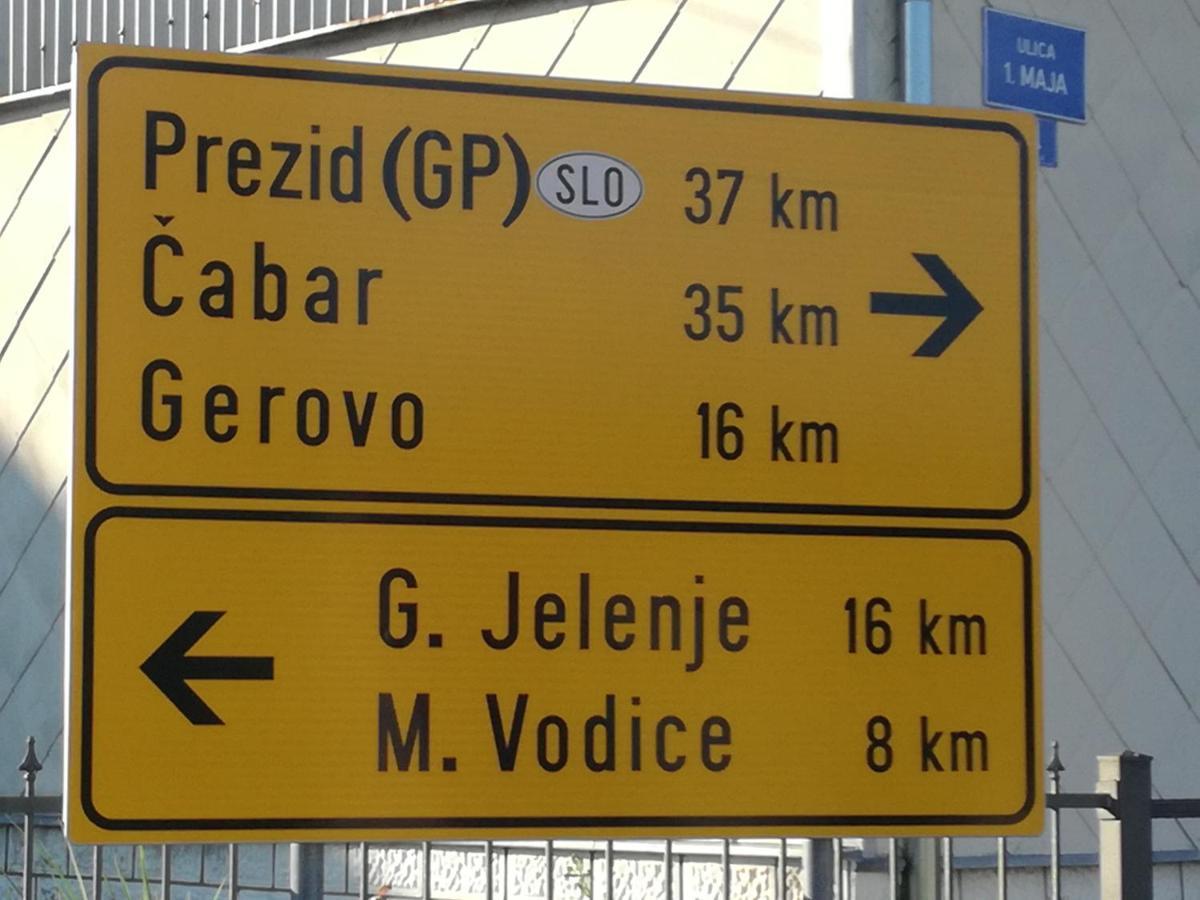 ULICA
1. MAJA
Prezid (GP) SLO 37 km
Čabar 35 km
Gerovo 16 km
G. Jelenje 16 km
M. Vodice 8 km